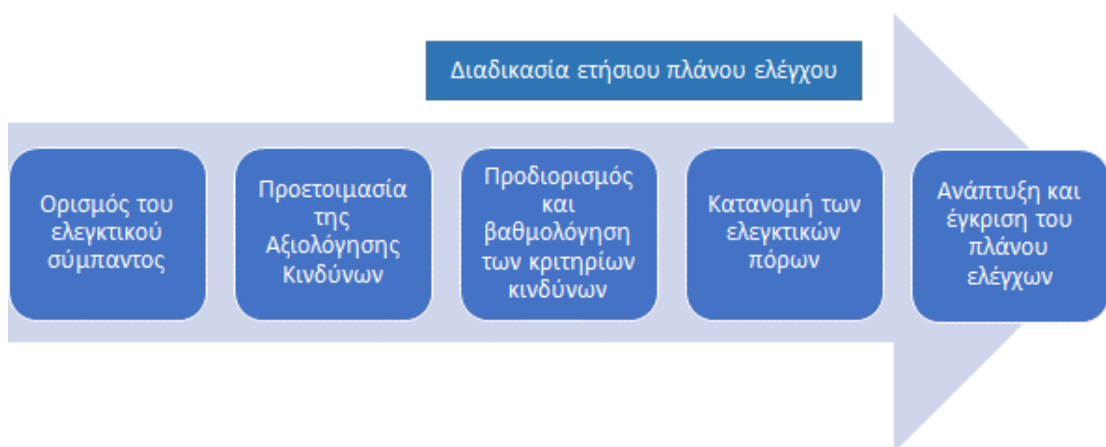 Διαδικασία ετήσιου πλάνου ελέγχου
Ορισμός του
ελεγκτικού
σύμπαντος
Προετοιμασία
της
Αξιολόγησης
Κινδύνων
Προδιορισμός
και
βαθμολόγηση
των κριτηρίων
κινδύνων
Κατανομή των
ελεγκτικών
πόρων
Ανάπτυξη και
έγκριση του
πλάνου
ελέγχων